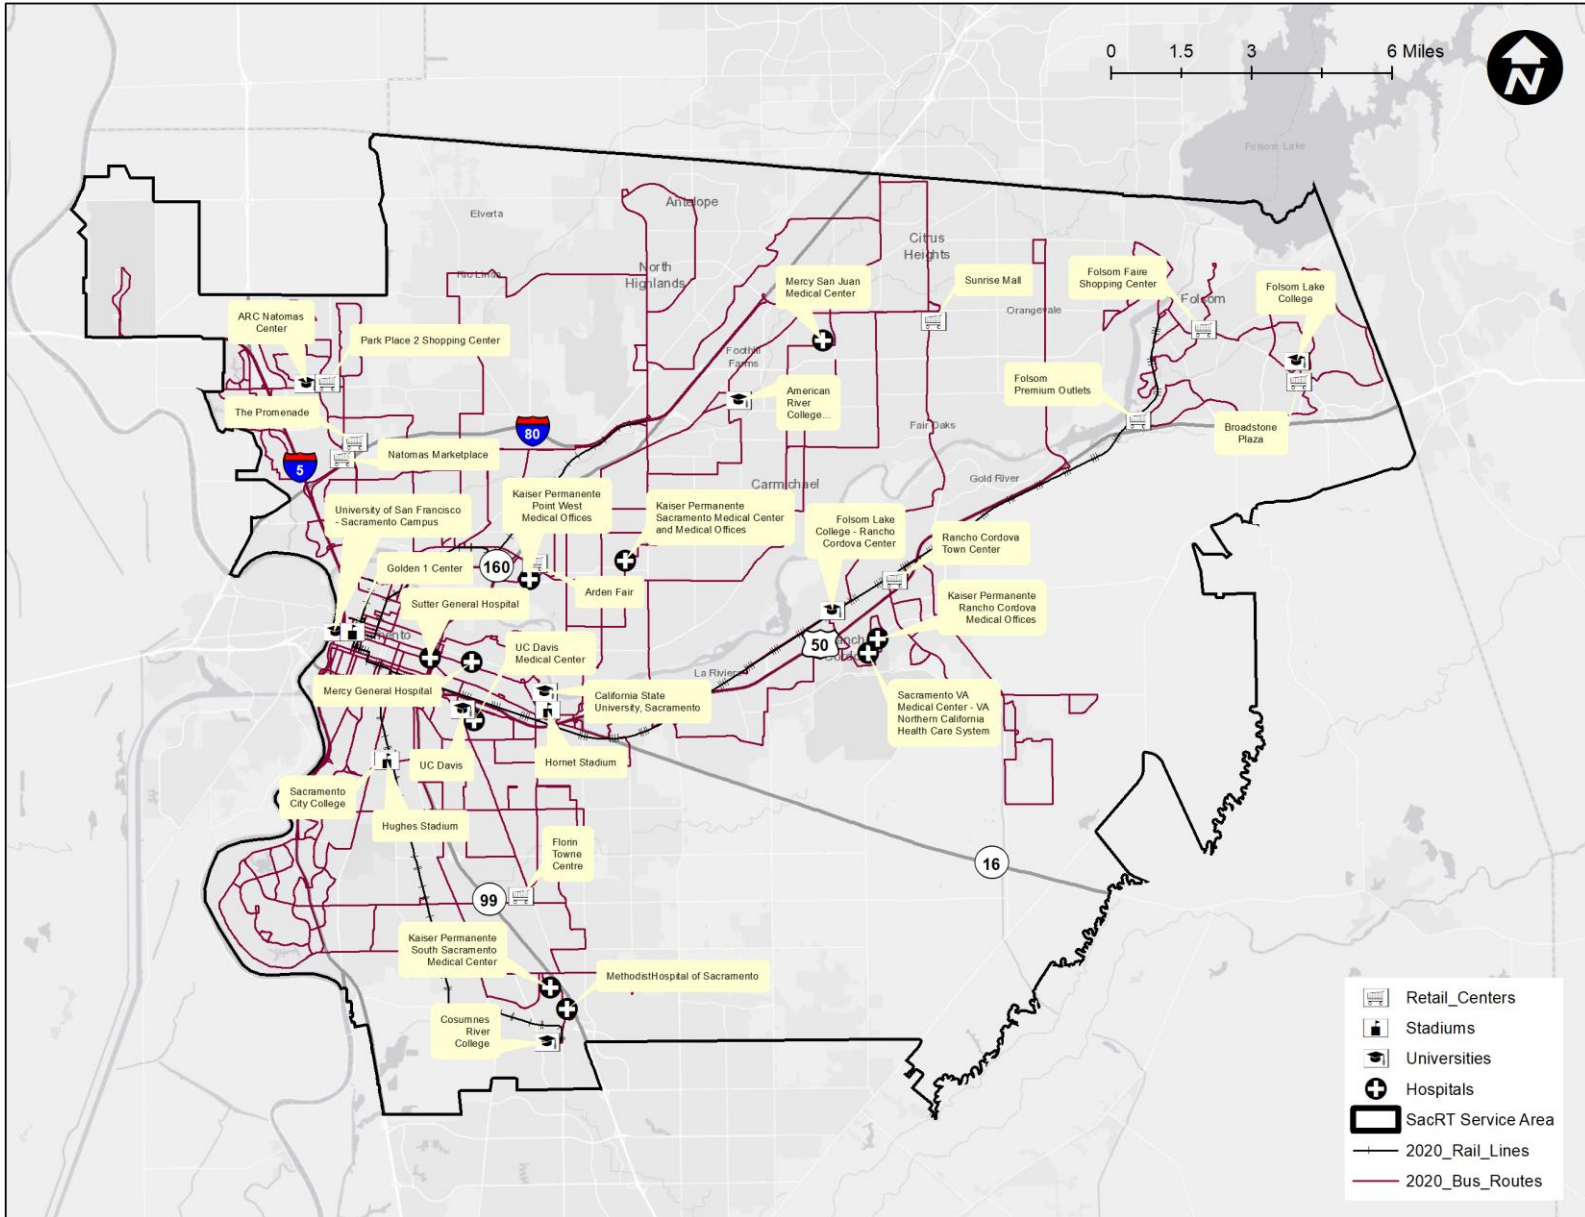 0 1.5 3 6 Miles
N
Folsom Lake
Antelope
Elverta
Citrus
Heights
North
Highlands
Rio Linda
Mercy San Juan
Medical Center
Sunrise Mall
Folsom Faire
Shopping Center
Folsom
Folsom Lake
College
Orangevale
ARC Natomas
Center
Park Place 2 Shopping Center
Foothill
Farms
American
River
College...
Folsom
Premium Outlets
The Promenade
80
Fair Oaks
Broadstone
Plaza
Natomas Marketplace
5
Carmichael
Gold River
University of San Francisco
- Sacramento Campus
Kaiser Permanente
Point West
Medical Offices
Kaiser Permanente
Sacramento Medical Center
and Medical Offices
Folsom Lake
College - Rancho
Cordova Center
Rancho Cordova
Town Center
160
Golden 1 Center
Arden Fair
Sutter General Hospital
Kaiser Permanente
Rancho Cordova
Medical Offices
50
UC Davis
Medical Center
La Riviera
Mercy General Hospital
California State
University, Sacramento
Sacramento VA
Medical Center - VA
Northern California
Health Care System
UC Davis
Hornet Stadium
Sacramento
City College
Hughes Stadium
Florin
Towne
Centre
16
99
Kaiser Permanente
South Sacramento
Medical Center
MethodistHospital of Sacramento
Cosumnes
River
College
Retail_Centers
Stadiums
Universities
Hospitals
SacRT Service Area
2020_Rail_Lines
2020_Bus_Routes